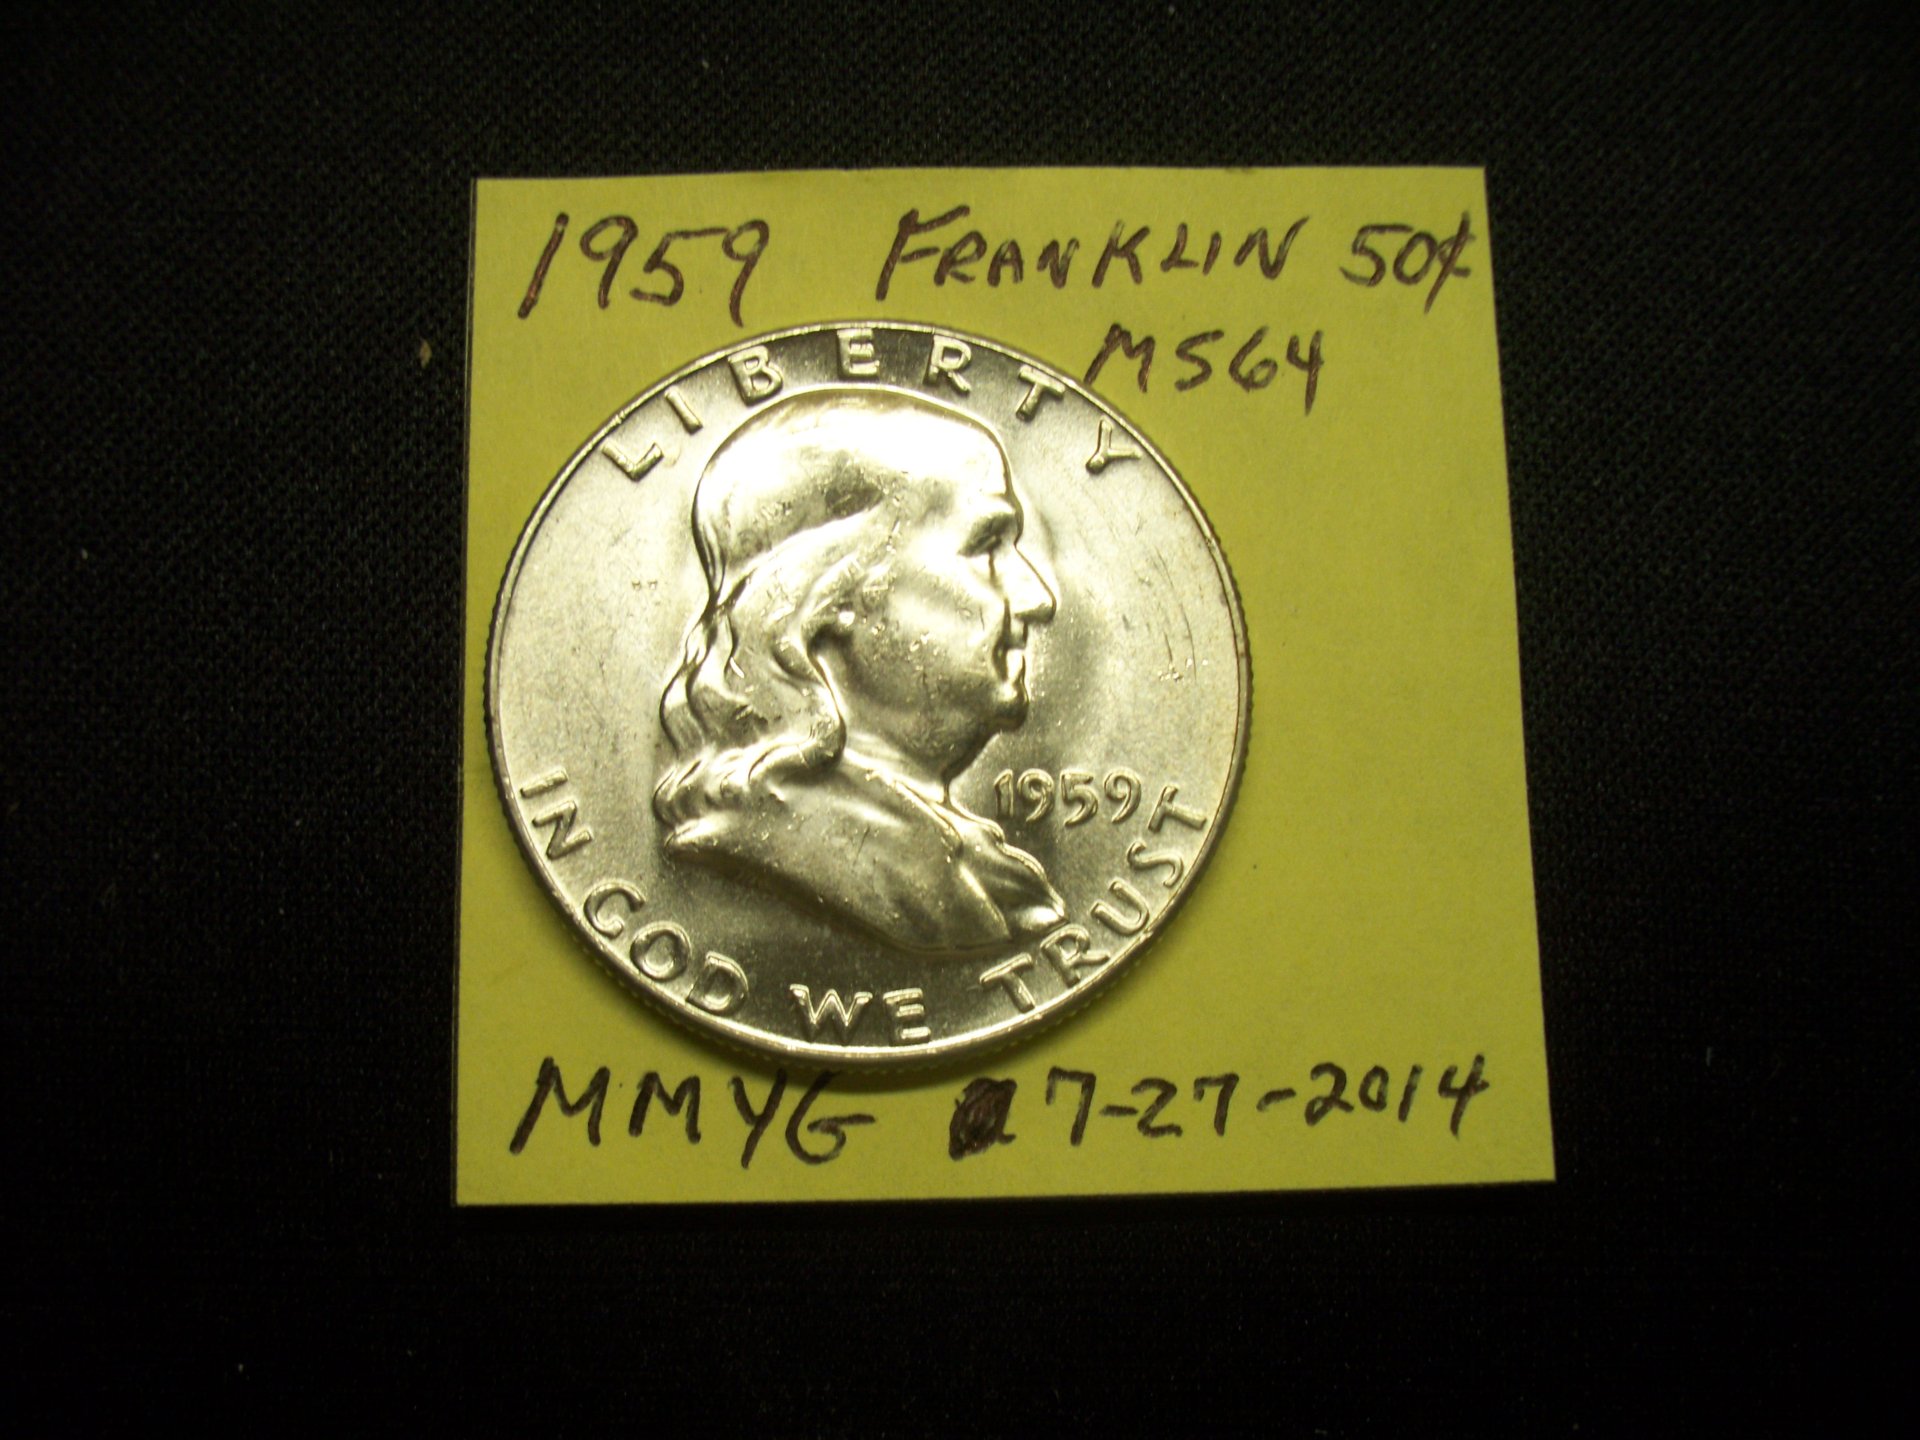 1959 FRANKLIN 50¢
MS64
LIBERTY
1959
IN GOD WE TRUST
MMYG 7-27-2014